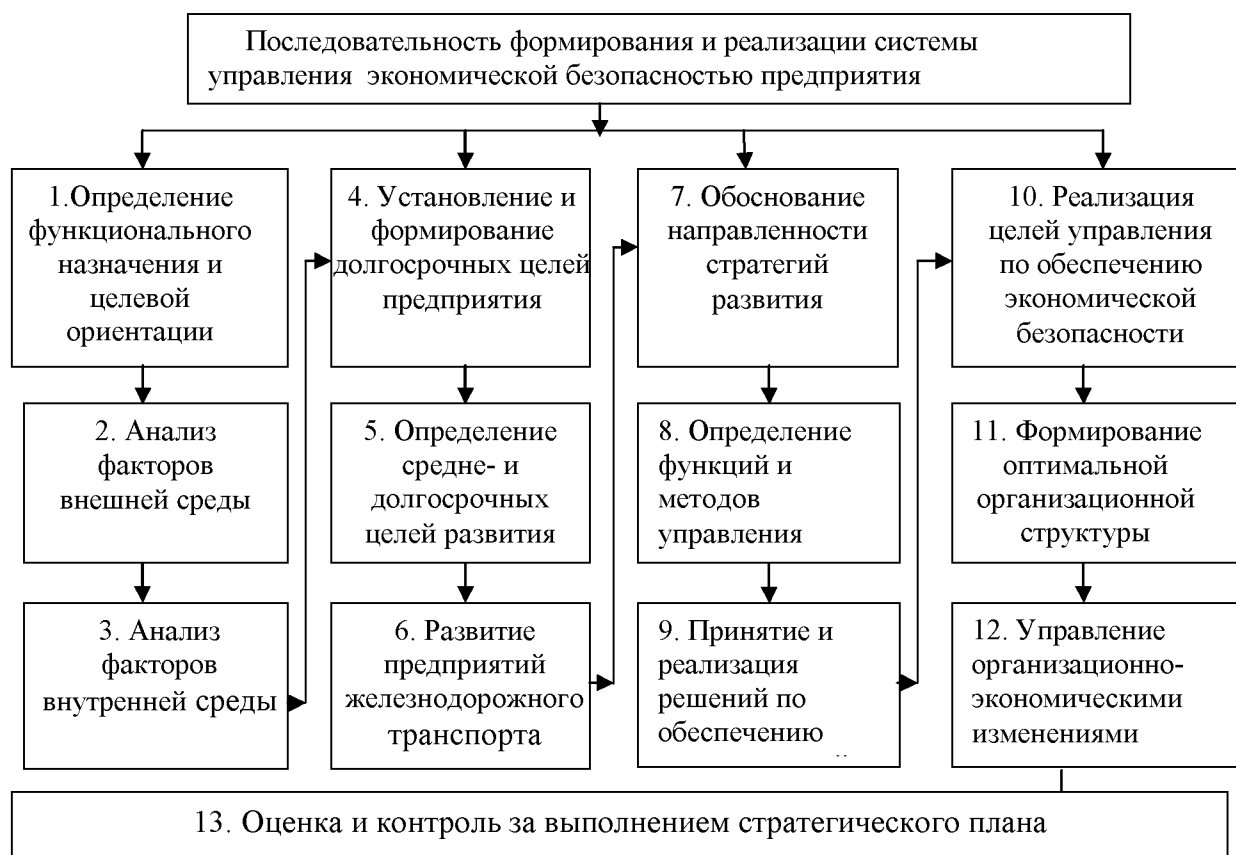 Последовательность формирования и реализации системы
управления экономической безопасностью предприятия
1.Определение
функционального
назначения и
целевой
ориентации
2. Анализ
факторов
внешней среды
3. Анализ
факторов
внутренней среды
4. Установление и
формирование
долгосрочных целей
предприятия
5. Определение
средне- и
долгосрочных
целей развития
6. Развитие
предприятий
железнодорожного
транспорта
7. Обоснование
направленности
стратегий
развития
8. Определение
функций и
методов
управления
9. Принятие и
реализация
решений по
обеспечению
10. Реализация
целей управления
по обеспечению
экономической
безопасности
11. Формирование
оптимальной
организационной
структуры
12. Управление
организационно-
экономическими
изменениями
13. Оценка и контроль за выполнением стратегического плана